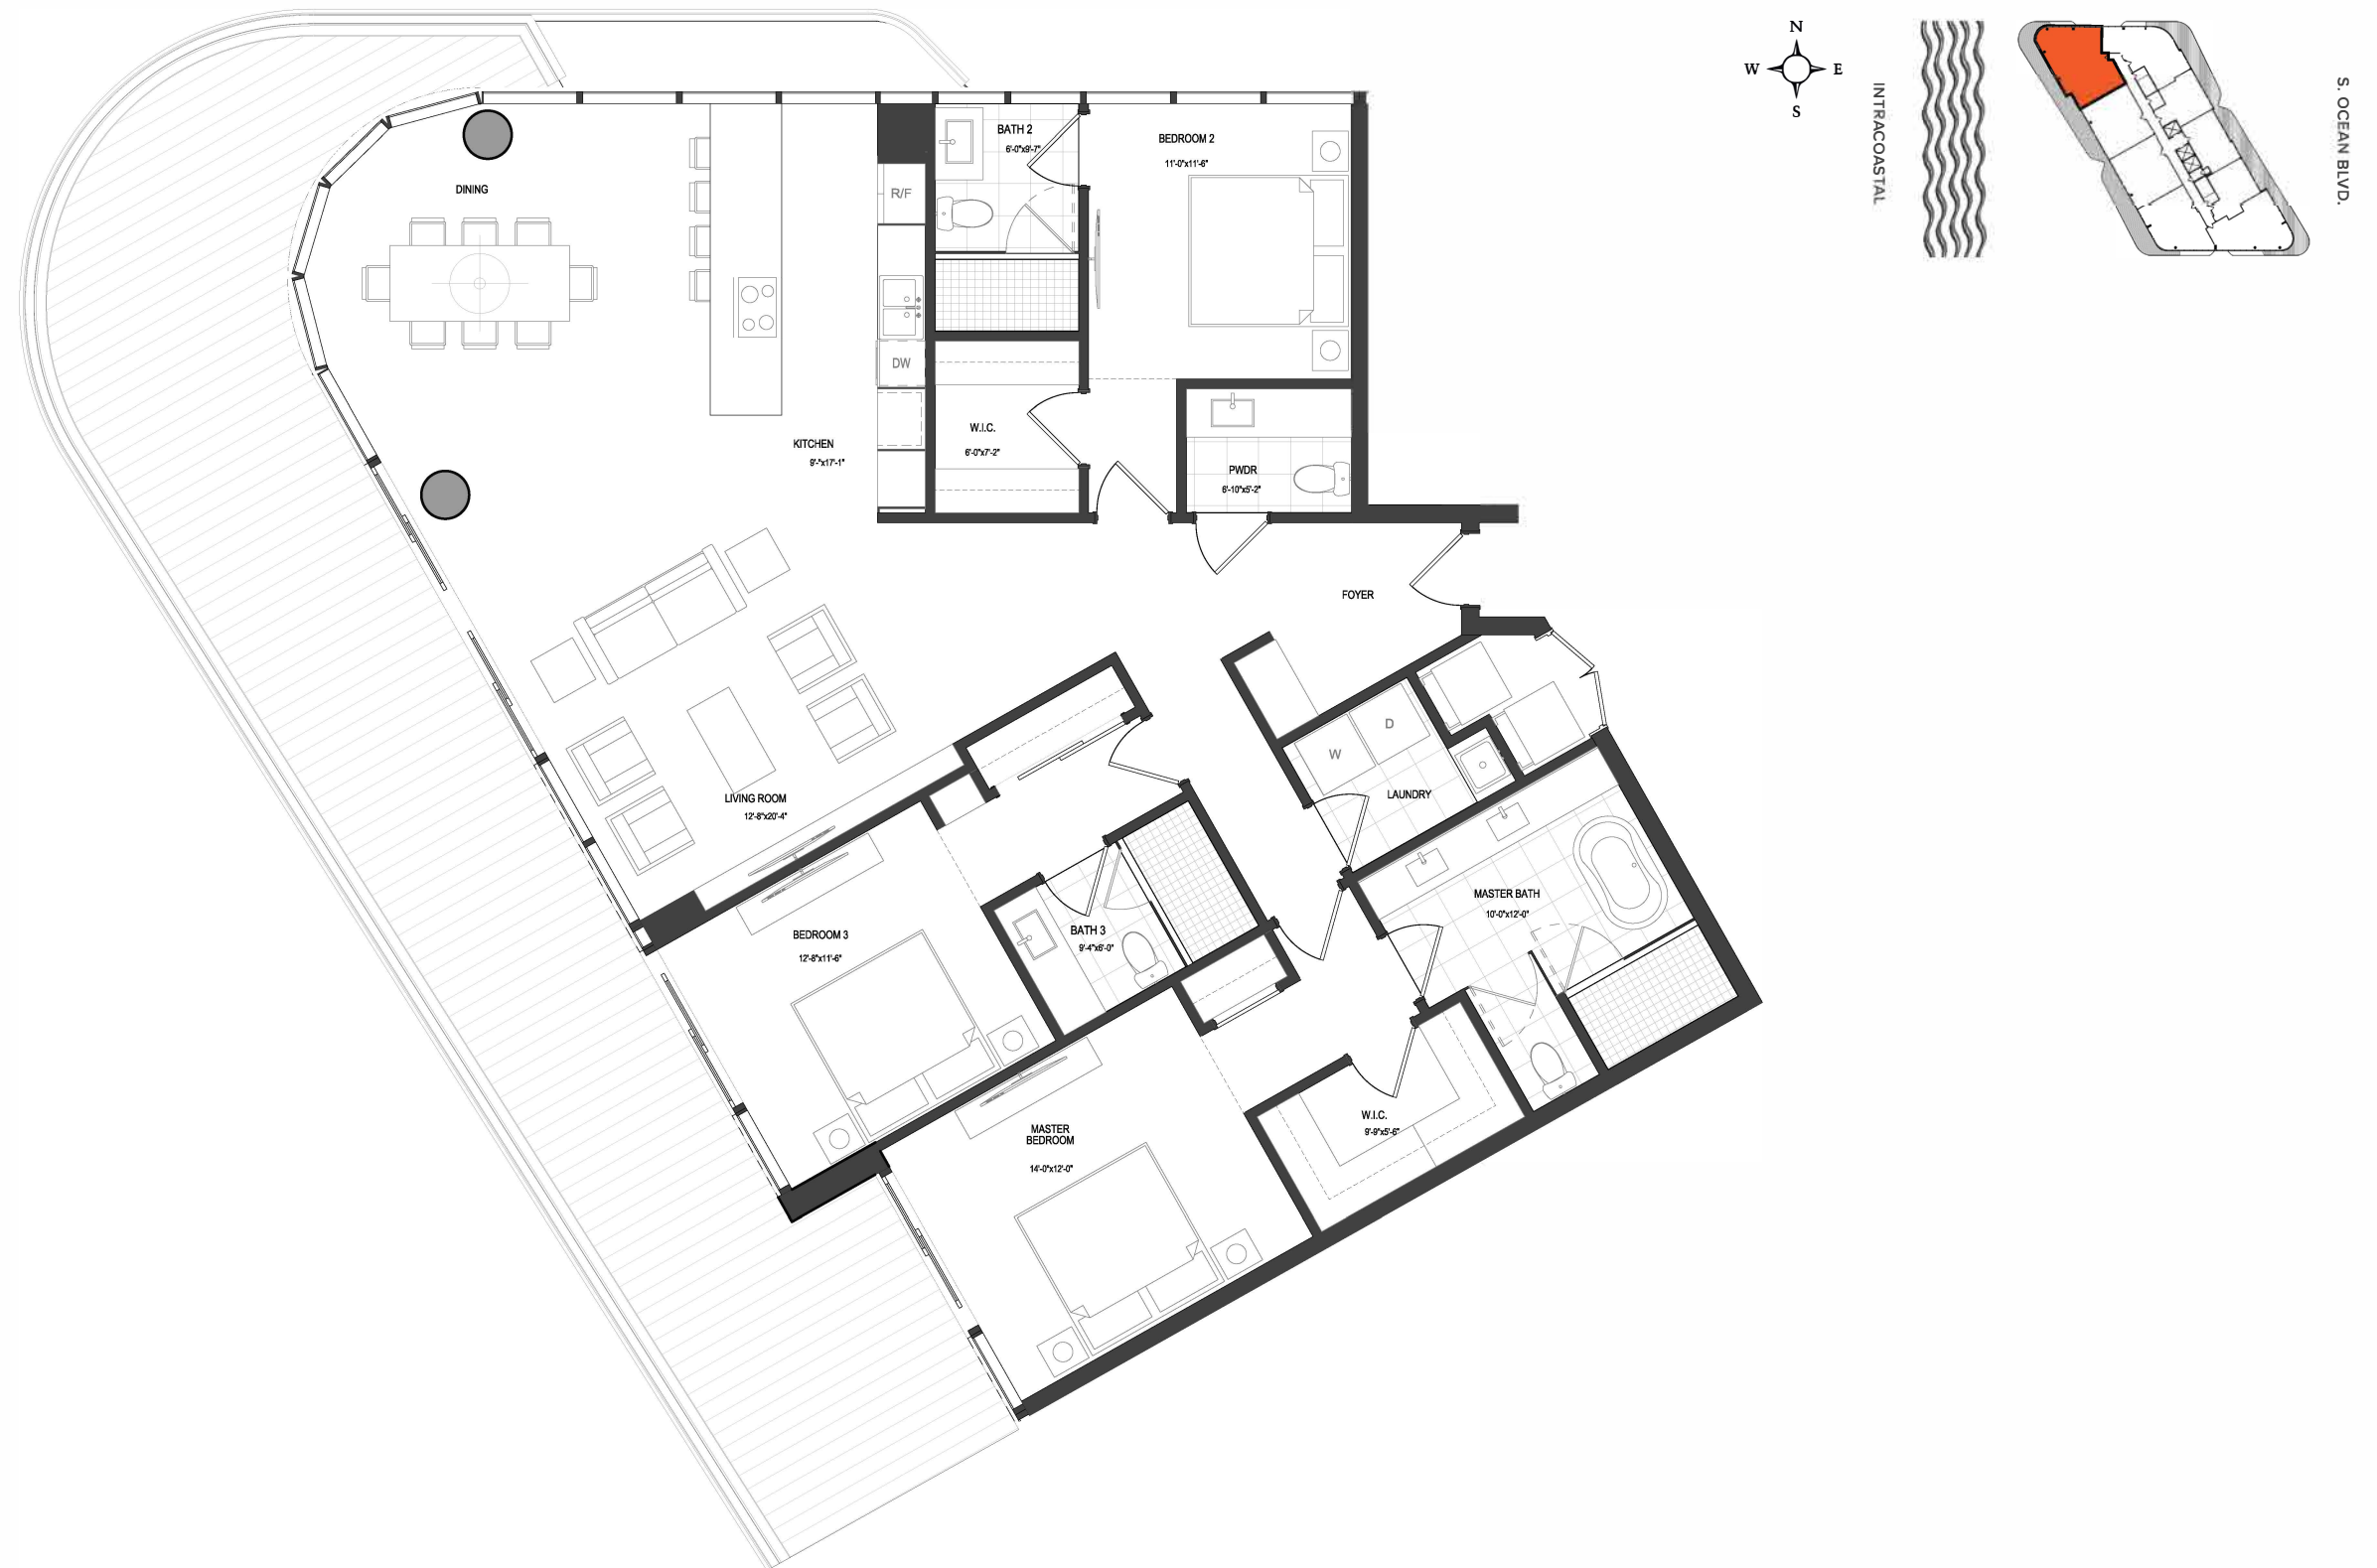 N
W
E
S
INTRACOASTAL
S. OCEAN BLVD.
BATH 2
6'-0"x9'-7"
BEDROOM 2
11'-0"x11'-6"
DINING
R/F
DW
KITCHEN
9'-"x17'-1"
W.I.C.
6'-0"x7'-2"
PWDR
6'-10"x5'-2"
FOYER
D
W
LAUNDRY
LIVING ROOM
12'-8"x20'-4"
MASTER BATH
10'-0"x12'-0"
BEDROOM 3
12'-8"x11'-6"
BATH 3
9'-4"x6'-0"
W.I.C.
9'-9"x5'-6"
MASTER
BEDROOM
14'-0"x12'-0"